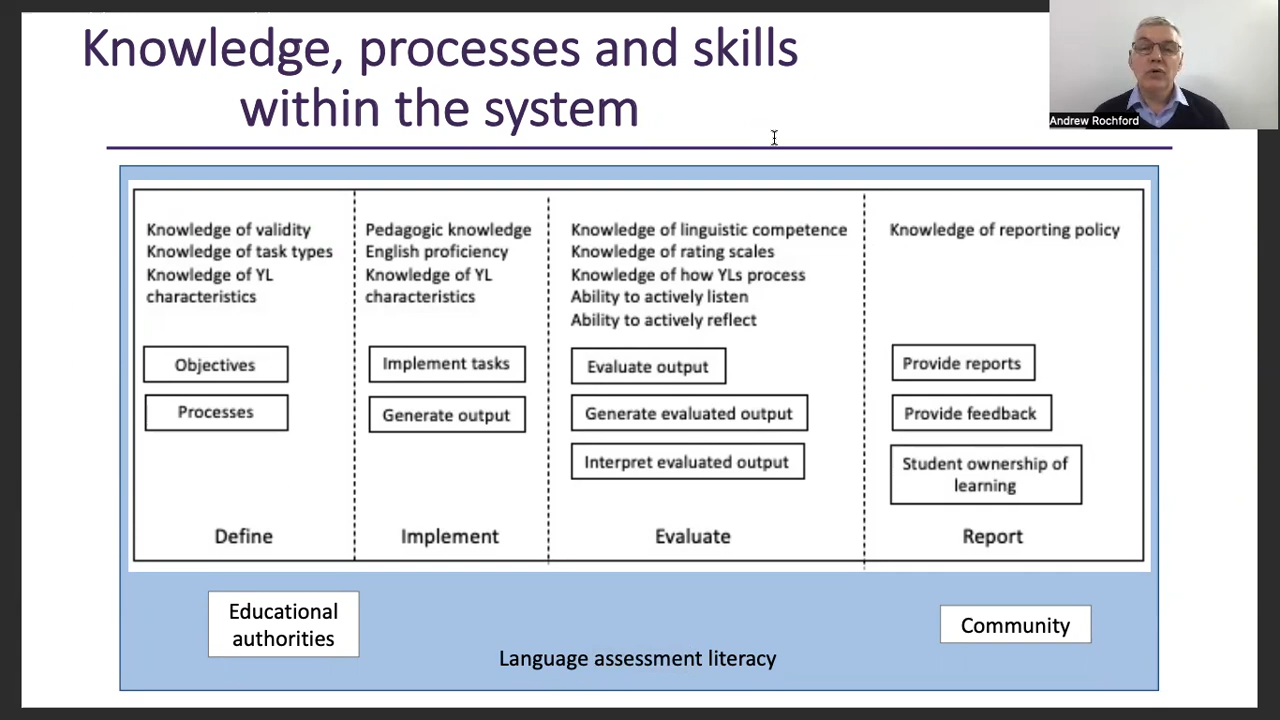 Knowledge, processes and skills
within the system
Andrew Rochford
Knowledge of validity
Knowledge of task types
Knowledge of YL
characteristics
Objectives
Processes
Define
Pedagogic knowledge
English proficiency
Knowledge of YL
characteristics
Implement tasks
Generate output
Implement
Knowledge of linguistic competence
Knowledge of rating scales
Knowledge of how YLs process
Ability to actively listen
Ability to actively reflect
Evaluate output
Generate evaluated output
Interpret evaluated output
Evaluate
Knowledge of reporting policy
Provide reports
Provide feedback
Student ownership of
learning
Report
Educational
authorities
Language assessment literacy
Community